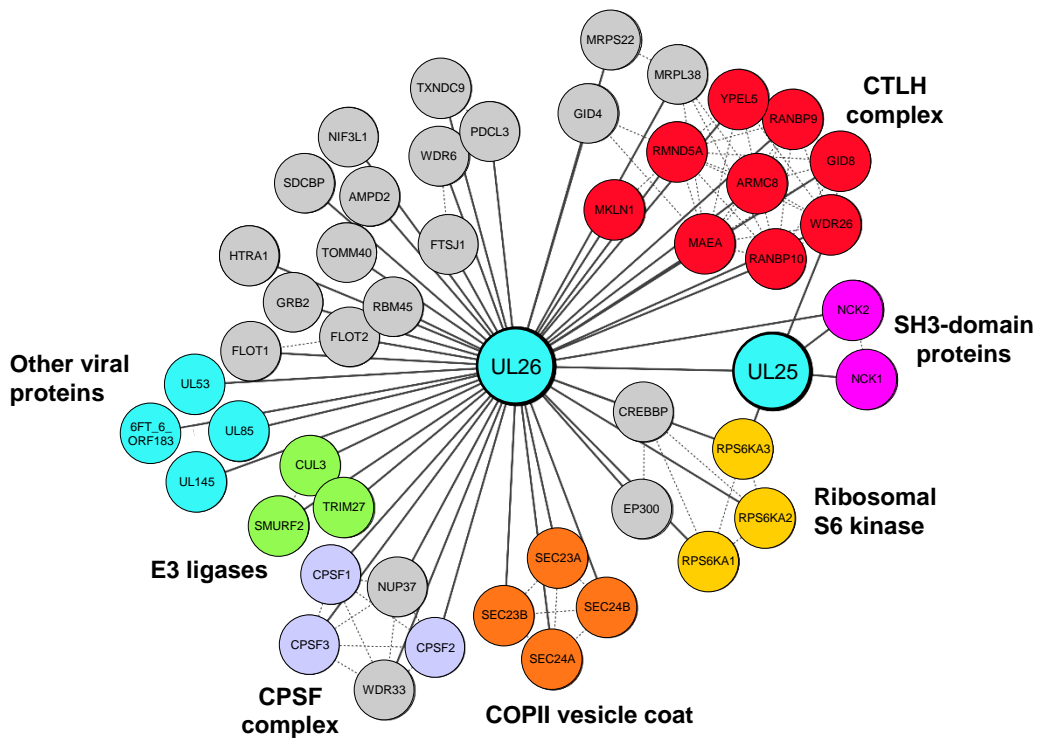 MRPS22
MRPL38
TXNDC9
YPEL5
CTLH
complex
GID4
RANBP9
NIF3L1
PDCL3
WDR6
RMND5A
GID8
SDCBP
AMPD2
ARMC8
MKLN1
WDR26
HTRA1
TOMM40
FTSJ1
MAEA
RANBP10
GRB2
RBM45
NCK2
SH3-domain
proteins
FLOT1
FLOT2
UL26
UL25
NCK1
Other viral
proteins
UL53
CREBBP
6FT_6_
ORF183
UL85
RPS6KA3
UL145
CUL3
Ribosomal
S6 kinase
TRIM27
EP300
RPS6KA2
SMURF2
E3 ligases
RPS6KA1
CPSF1
NUP37
SEC23A
SEC23B
SEC24B
CPSF3
CPSF2
SEC24A
WDR33
CPSF
complex
COPII vesicle coat